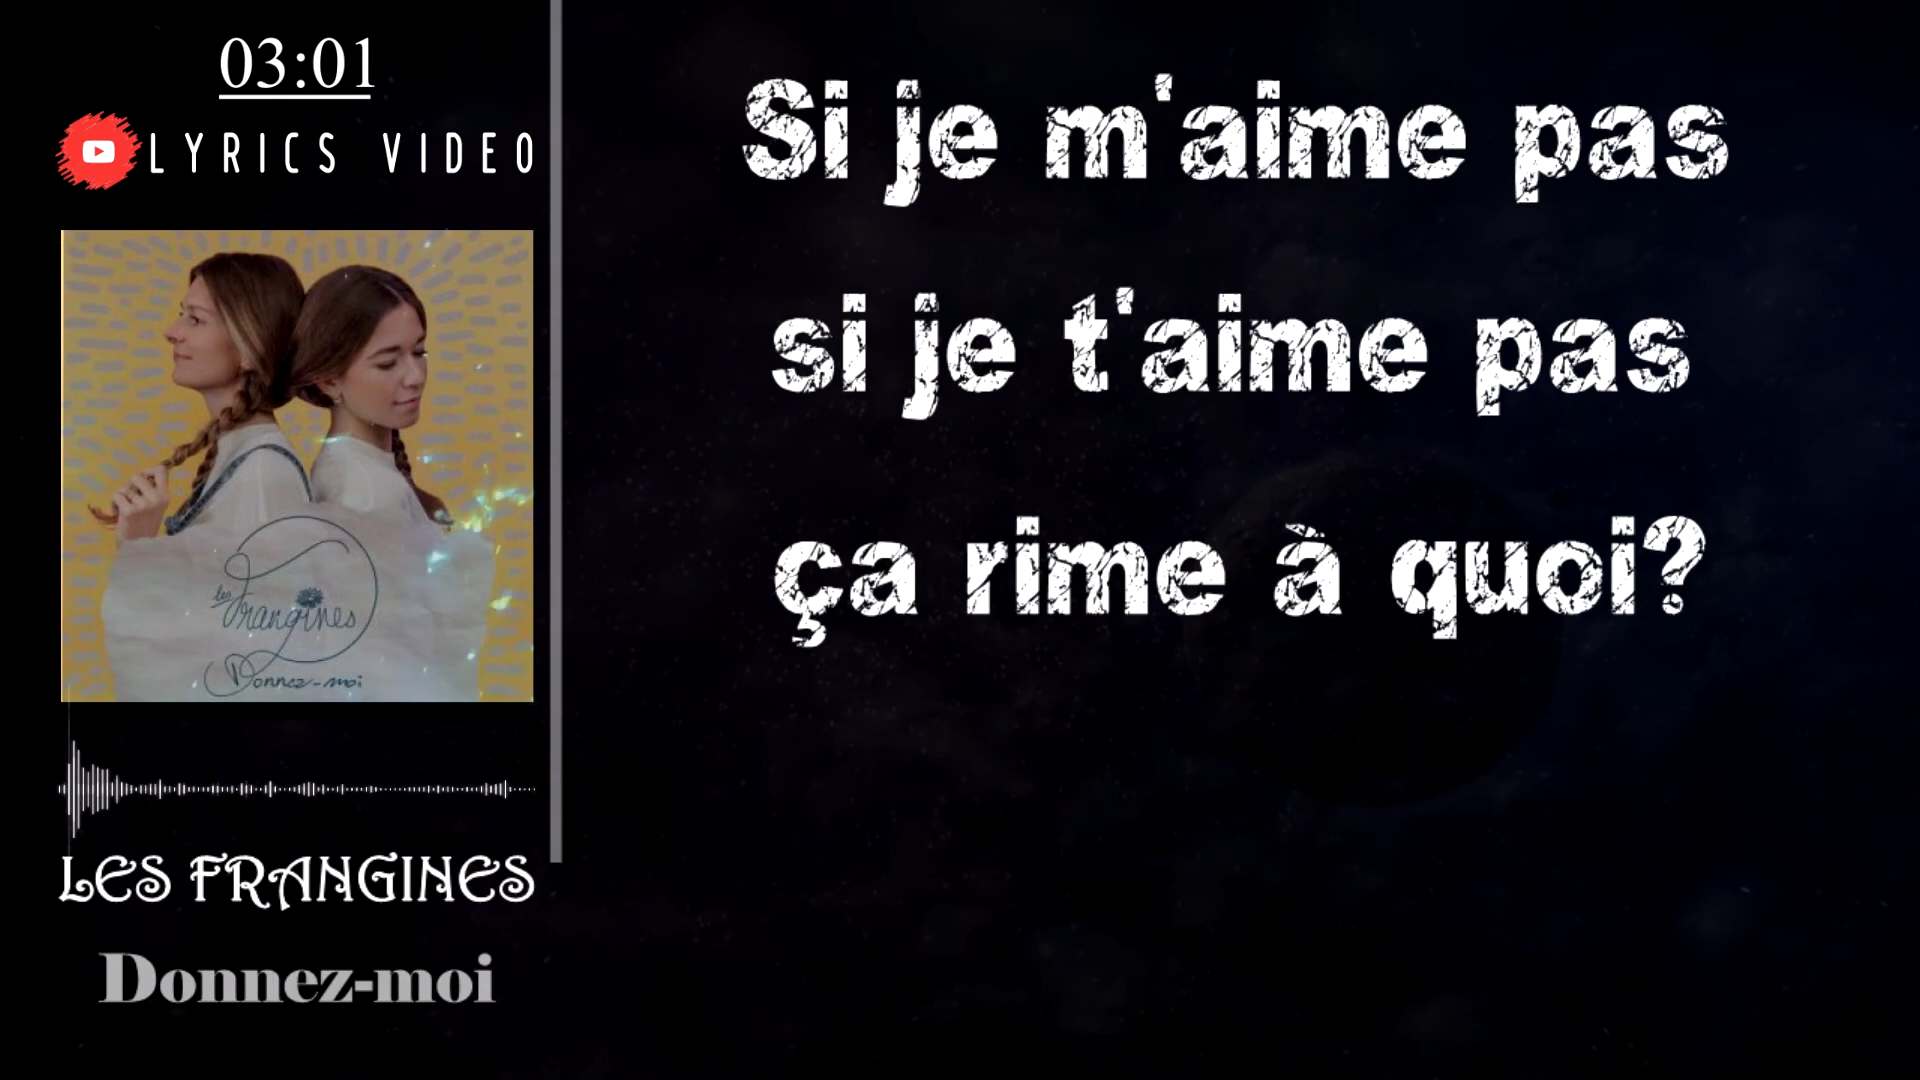 03:01
LYRICS VIDEO
les Frangines
Donnez-moi
LES FRANGINES
Donnez-moi
Si je m'aime pas
si je t'aime pas
ça rime à quoi?